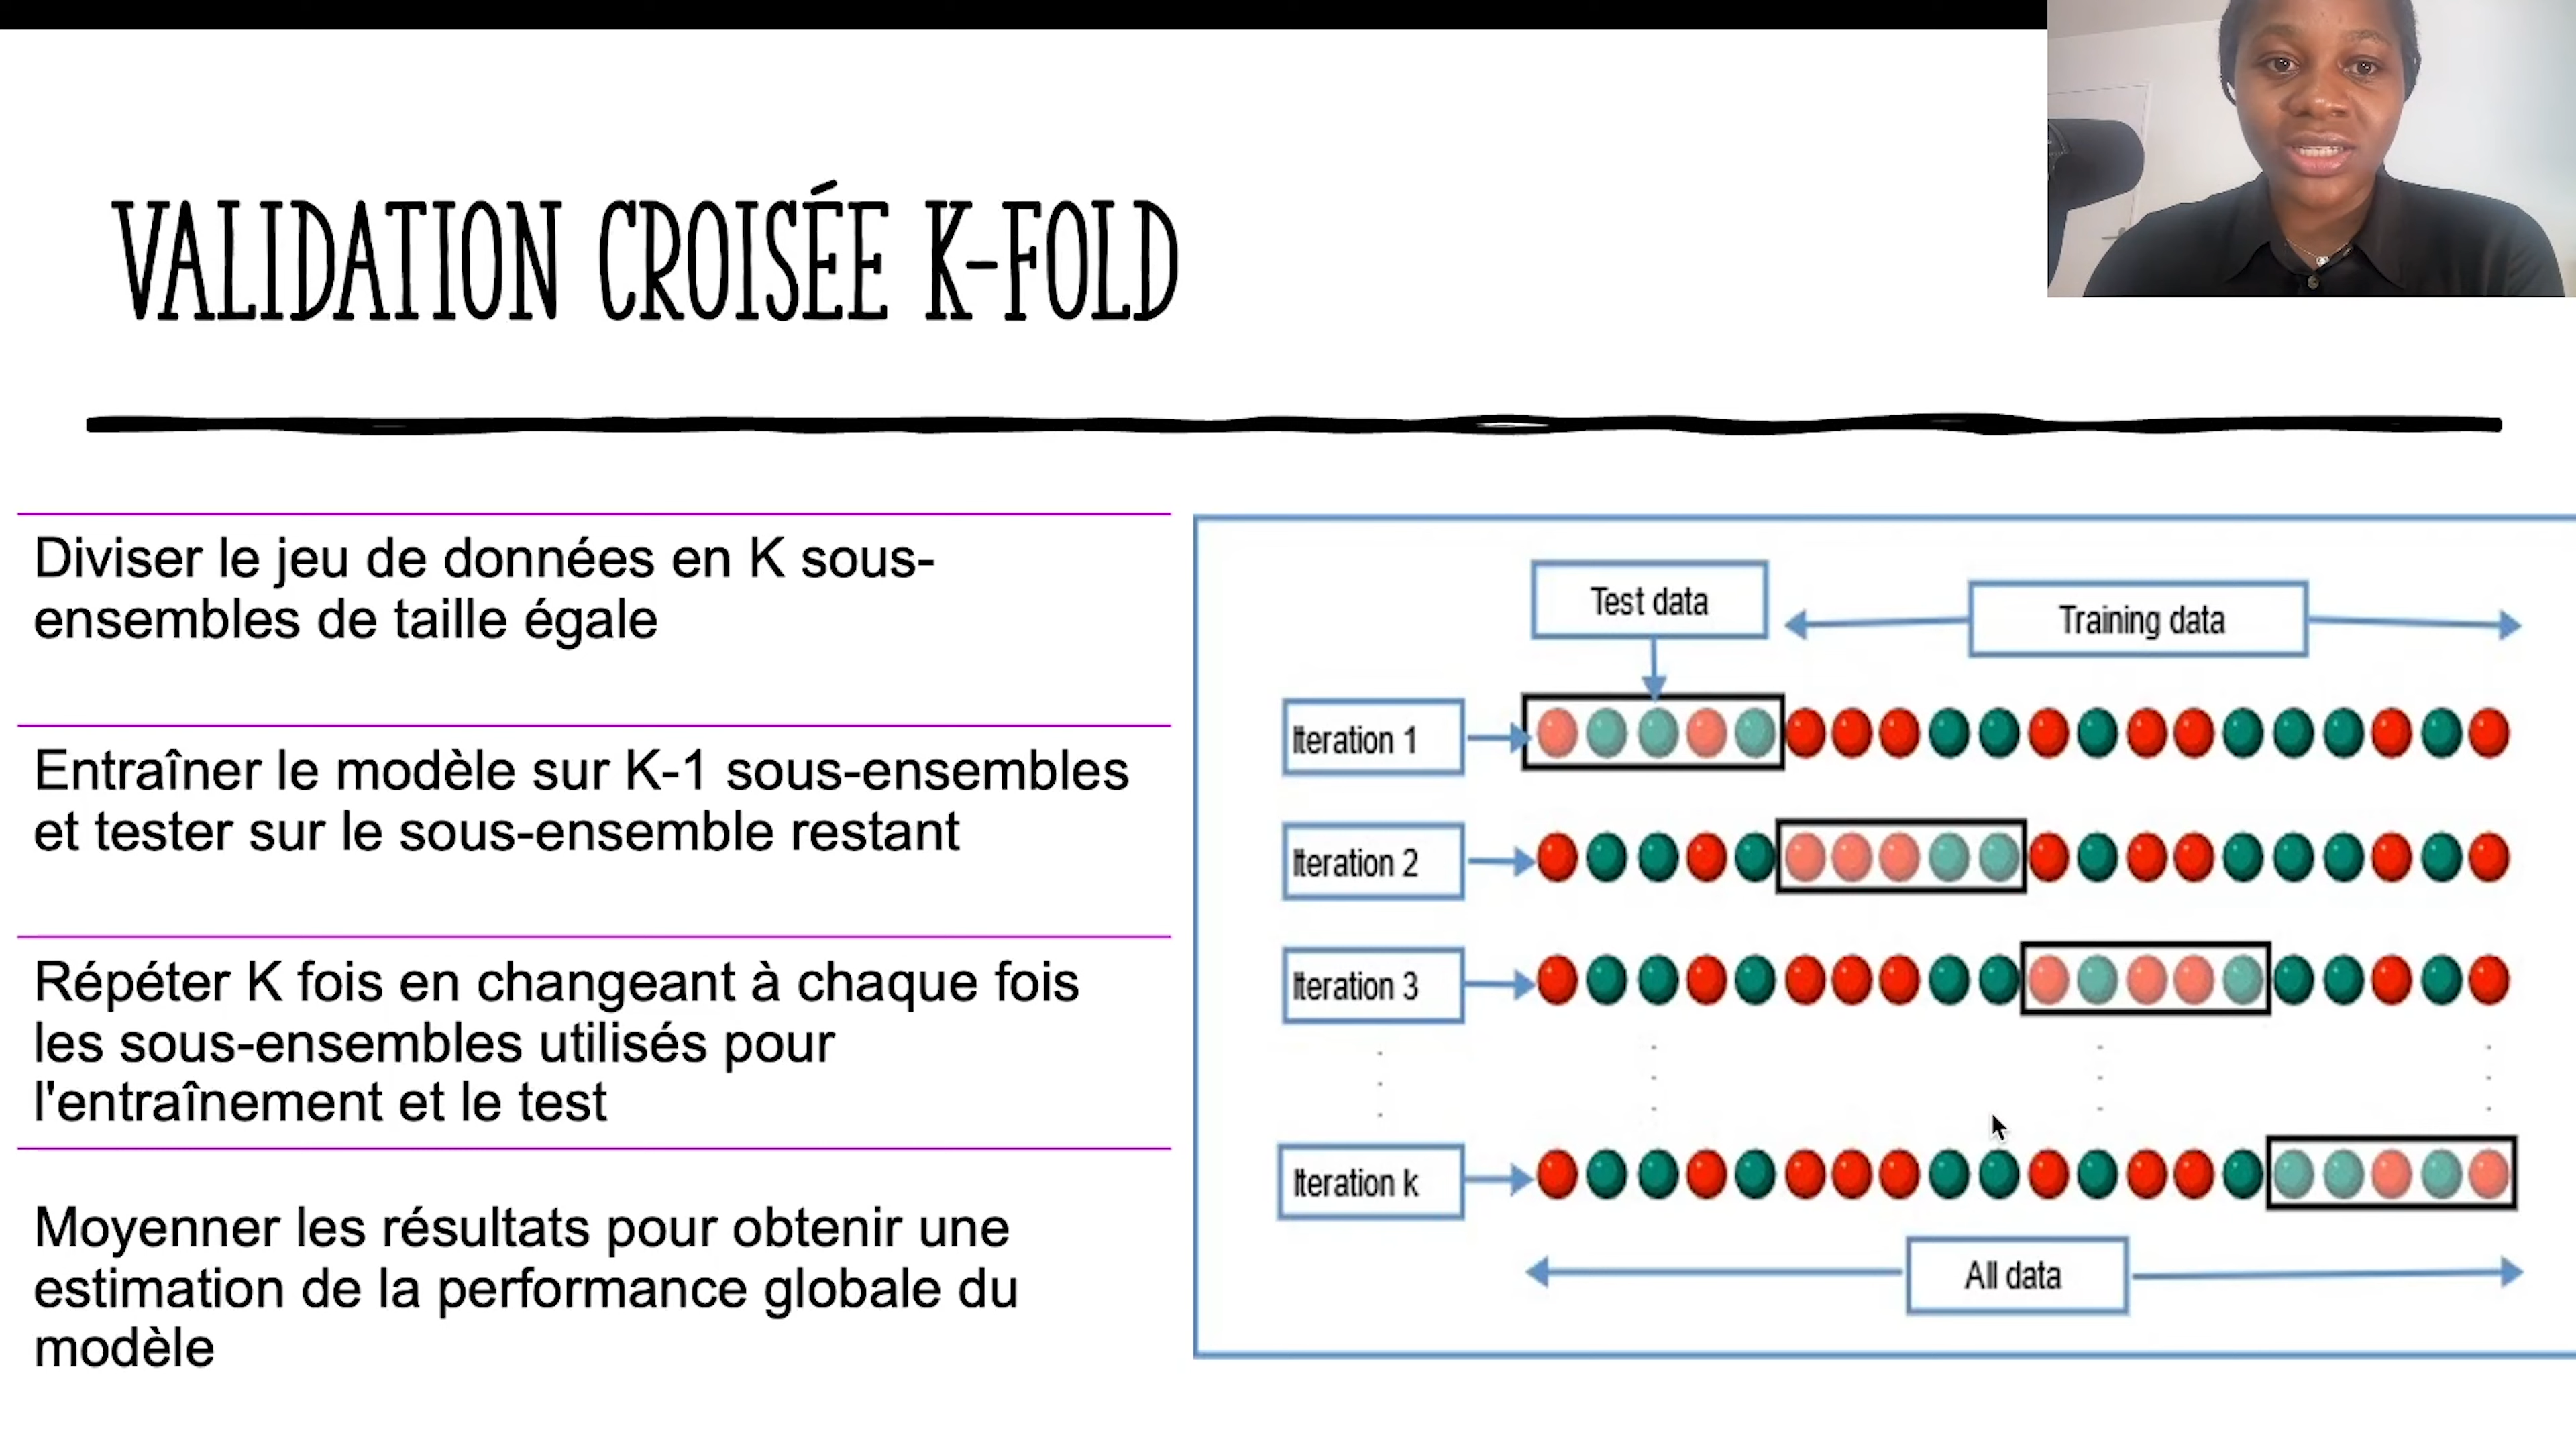 VALIDATION CROISÉE K-FOLD
Diviser le jeu de données en K sous-
ensembles de taille égale
Entraîner le modèle sur K-1 sous-ensembles
et tester sur le sous-ensemble restant
Répéter K fois en changeant à chaque fois
les sous-ensembles utilisés pour
l'entraînement et le test
Moyenner les résultats pour obtenir une
estimation de la performance globale du
modèle
Test data
Training data
Iteration 1
Iteration 2
Iteration 3
Iteration k
All data